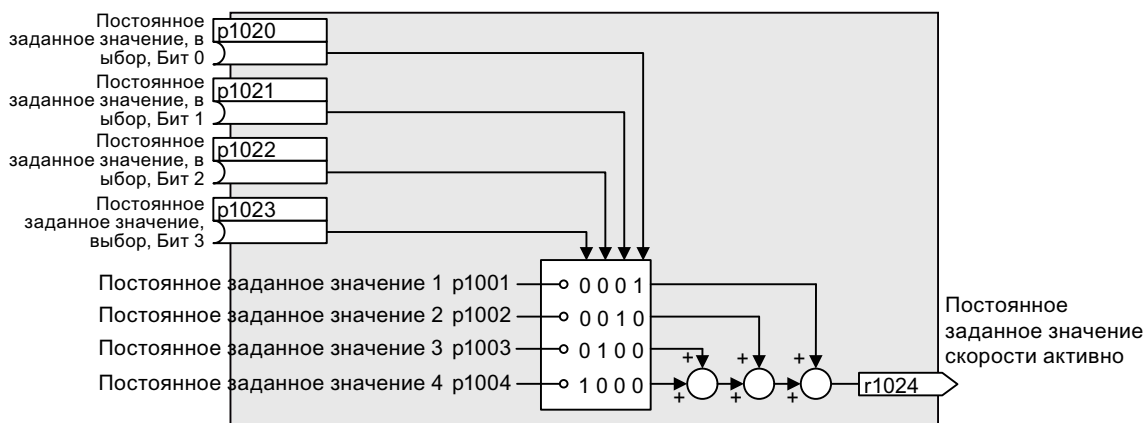 Постоянное
заданное значение, в
ыбор, Бит 0
p1020
Постоянное
заданное значение, в
ыбор, Бит 1
p1021
Постоянное
заданное значение, в
ыбор, Бит 2
p1022
Постоянное
заданное значение,
выбор, Бит 3
p1023
Постоянное заданное значение 1 p1001 0 0 0 1
Постоянное заданное значение 2 p1002 0 0 1 0
Постоянное заданное значение 3 p1003 0 1 0 0
+ + +
Постоянное заданное значение 4 p1004 1 0 0 0
+ + +
r1024
Постоянное
заданное значение
скорости активно